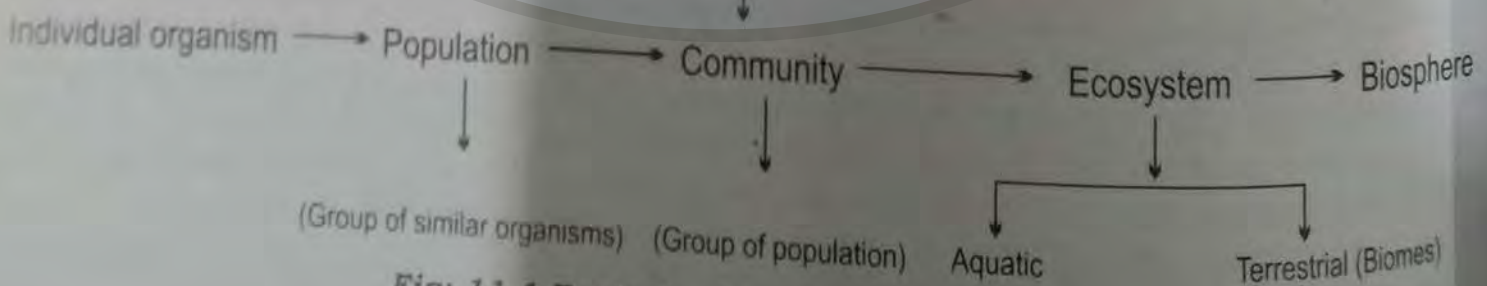 Individual organism Population Community Ecosystem Biosphere
(Group of similar organisms) (Group of population) Aquatic Terrestrial (Biomes)